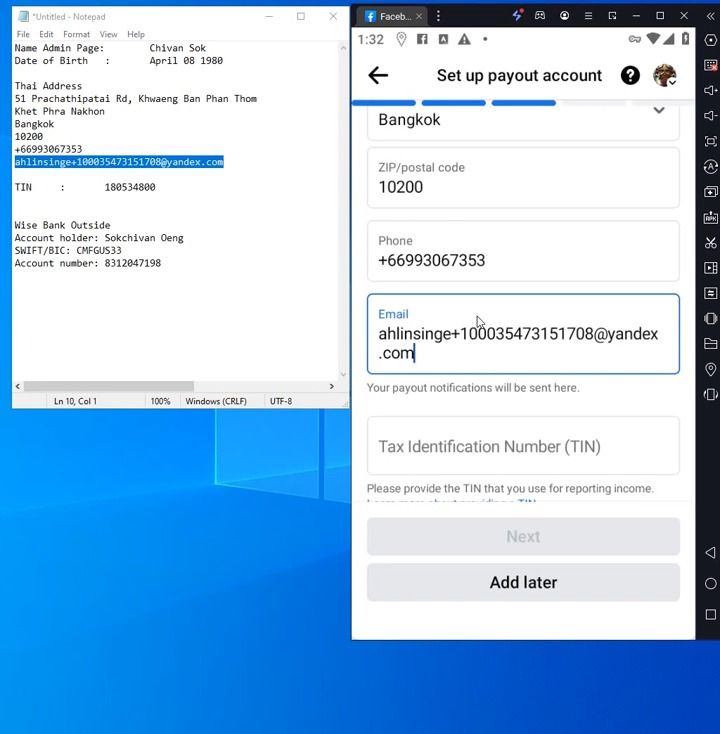 *Untitled - Notepad
File Edit Format View Help
Name Admin Page: Chivan Sok
Date of Birth : April 08 1980
Thai Address
51 Prachathipatai Rd, Khwaeng Ban Phan Thom
Khet Phra Nakhon
Bangkok
10200
+66993067353
ahlinsinge+100035473151708@yandex.com
TIN : 180534800
Wise Bank Outside
Account holder: Sokchivan Oeng
SWIFT/BIC: CMFGUS33
Account number: 8312047198
Ln 10, Col 1 100% Windows (CRLF) UTF-8
Faceb...
1:32
Set up payout account
Bangkok
ZIP/postal code
10200
Phone
+66993067353
Email
ahlinsinge+100035473151708@yandex
.com
Your payout notifications will be sent here.
Tax Identification Number (TIN)
Please provide the TIN that you use for reporting income.
Learn more about providing a TIN
Next
Add later